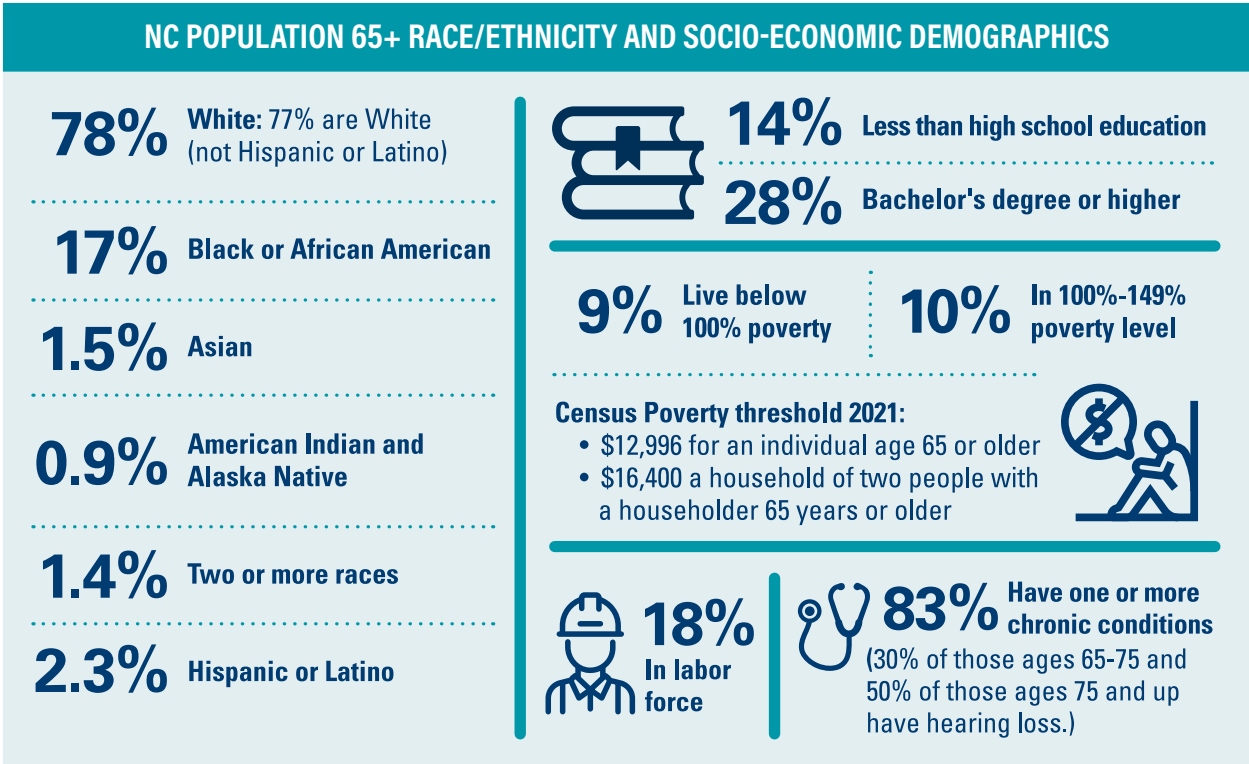 NC POPULATION 65+ RACE/ETHNICITY AND SOCIO-ECONOMIC DEMOGRAPHICS
78% White: 77% are White
(not Hispanic or Latino)
17% Black or African American
1.5% Asian
0.9% American Indian and
Alaska Native
1.4% Two or more races
2.3% Hispanic or Latino
14% Less than high school education
28% Bachelor's degree or higher
9% Live below
100% poverty
10% In 100%-149%
poverty level
Census Poverty threshold 2021:
• $12,996 for an individual age 65 or older
• $16,400 a household of two people with
a householder 65 years or older
$
18%
In labor
force
83% Have one or more
chronic conditions
(30% of those ages 65-75 and
50% of those ages 75 and up
have hearing loss.)